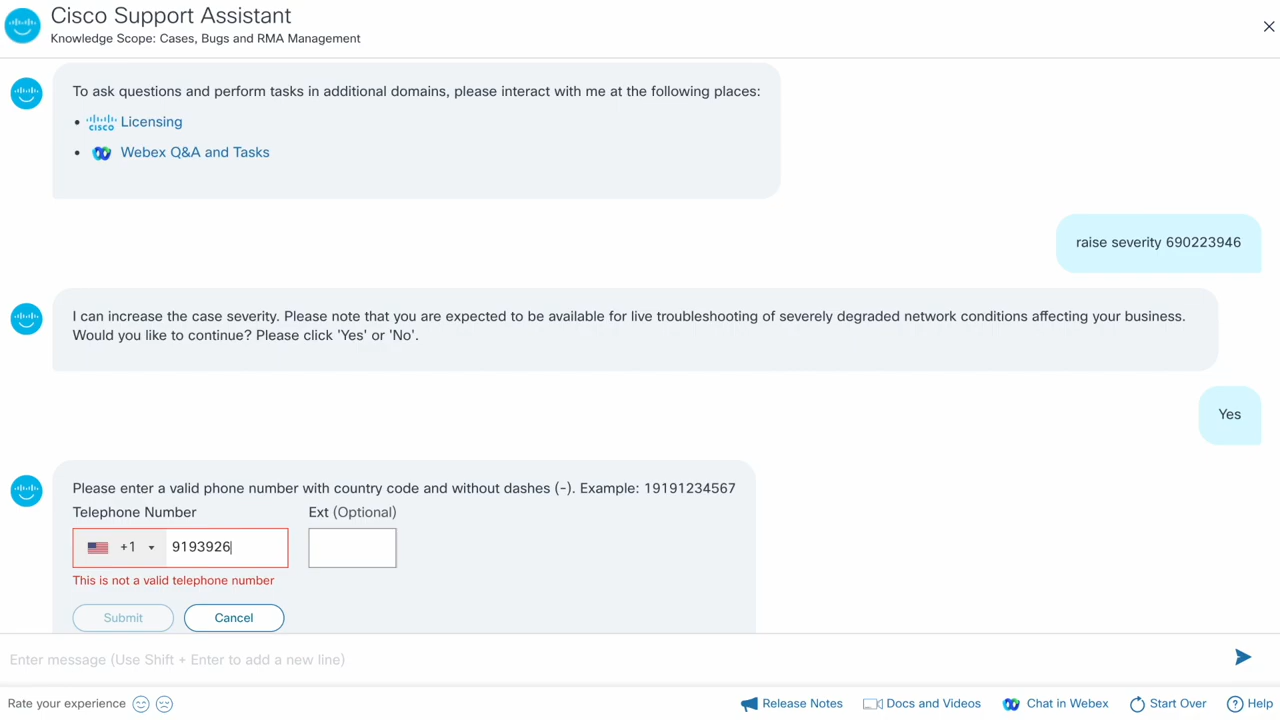 Cisco Support Assistant
Knowledge Scope: Cases, Bugs and RMA Management
To ask questions and perform tasks in additional domains, please interact with me at the following places:
• CISCO Licensing
• Webex Q&A and Tasks
raise severity 690223946
I can increase the case severity. Please note that you are expected to be available for live troubleshooting of severely degraded network conditions affecting your business.
Would you like to continue? Please click 'Yes' or 'No'.
Yes
Please enter a valid phone number with country code and without dashes (-). Example: 19191234567
Telephone Number Ext (Optional)
+1 9193926
This is not a valid telephone number
Submit Cancel
Enter message (Use Shift + Enter to add a new line)
Rate your experience Release Notes Docs and Videos Chat in Webex Start Over Help